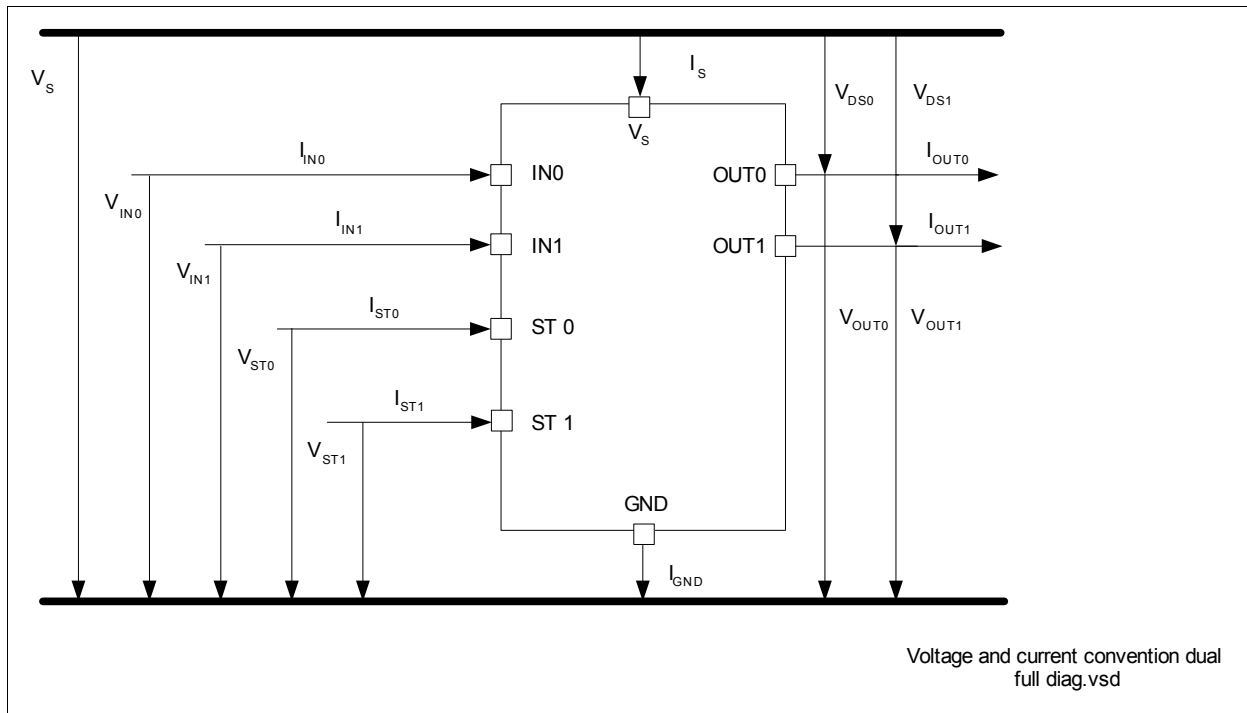 V_S
I_S
V_DS0
V_DS1
V_S
I_IN0
IN0
OUT0
I_OUT0
V_IN0
I_IN1
IN1
OUT1
I_OUT1
V_IN1
I_ST0
ST 0
V_OUT0
V_OUT1
V_ST0
I_ST1
ST 1
V_ST1
GND
I_GND
Voltage and current convention dual
full diag.vsd